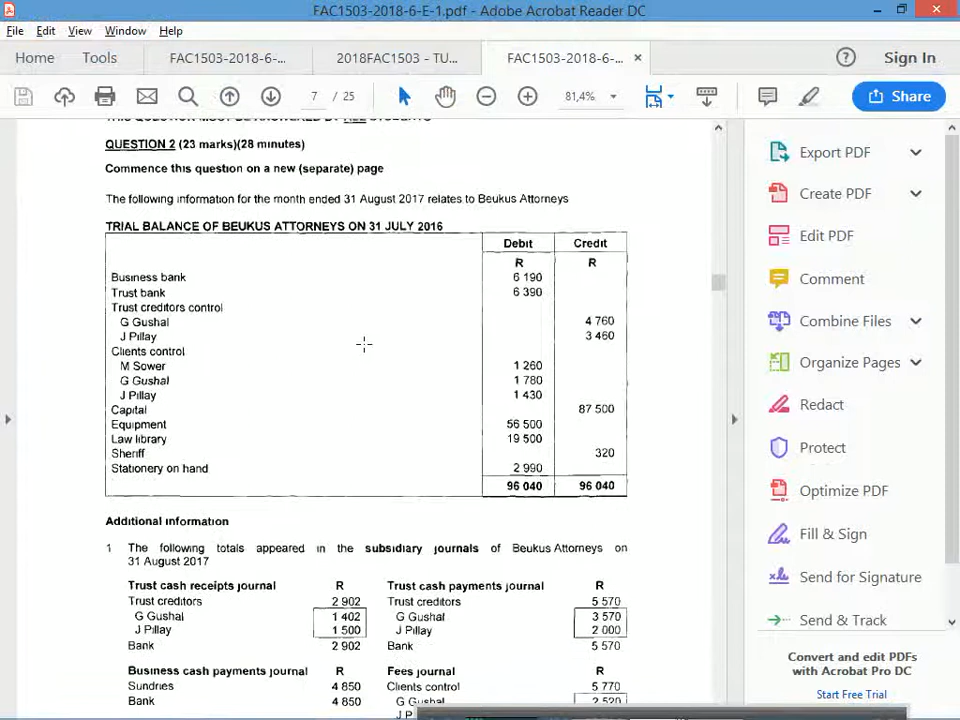 FAC1503-2018-6-E-1.pdf - Adobe Acrobat Reader DC
File Edit View Window Help
Home Tools FAC1503-2018-6-... 2018FAC1503 - TU... FAC1503-2018-6-... × Sign In
7 / 25 81,4% Share
QUESTION 2 (23 marks)(28 minutes)
Commence this question on a new (separate) page
The following information for the month ended 31 August 2017 relates to Beukus Attorneys
TRIAL BALANCE OF BEUKUS ATTORNEYS ON 31 JULY 2016
Debit Credit
R R
Business bank 6 190
Trust bank 6 390
Trust creditors control
G Gushal 4 760
J Pillay 3 460
Clients control
M Sower 1 260
G Gushal 1 780
J Pillay 1 430
Capital 87 500
Equipment 56 500
Law library 19 500
Sheriff 320
Stationery on hand 2 990
96 040 96 040
Additional information
1 The following totals appeared in the subsidiary journals of Beukus Attorneys on
31 August 2017
Trust cash receipts journal R Trust cash payments journal R
Trust creditors 2 902 Trust creditors 5 570
G Gushal 1 402 G Gushal 3 570
J Pillay 1 500 J Pillay 2 000
Bank 2 902 Bank 5 570
Business cash payments journal R Fees journal R
Sundries 4 850 Clients control 5 770
Bank 4 850 G Gushal 2 520
Export PDF
Create PDF
Edit PDF
Comment
Combine Files
Organize Pages
Redact
Protect
Optimize PDF
Fill & Sign
Send for Signature
Send & Track
Convert and edit PDFs
with Acrobat Pro DC
Start Free Trial